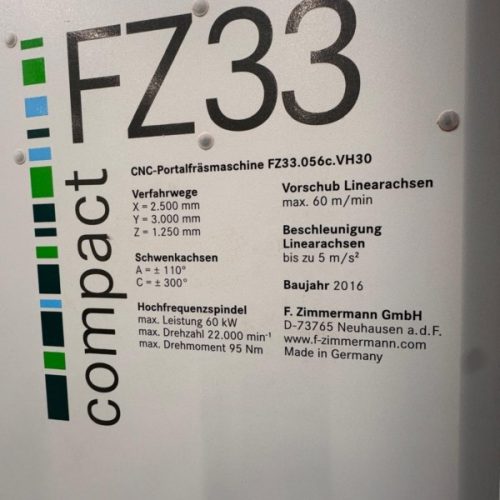 FZ33
compact
CNC-Portalfräsmaschine FZ33.056c.VH30
Verfahrwege
X = 2.500 mm
Y = 3.000 mm
Z = 1.250 mm
Schwenkachsen
A = ± 110°
C = ± 300°
Hochfrequenzspindel
max. Leistung 60 kW
max. Drehzahl 22.000 min⁻¹
max. Drehmoment 95 Nm
Vorschub Linearachsen
max. 60 m/min
Beschleunigung
Linearachsen
bis zu 5 m/s²
Baujahr 2016
F. Zimmermann GmbH
D-73765 Neuhausen a.d.F.
www.f-zimmermann.com
Made in Germany